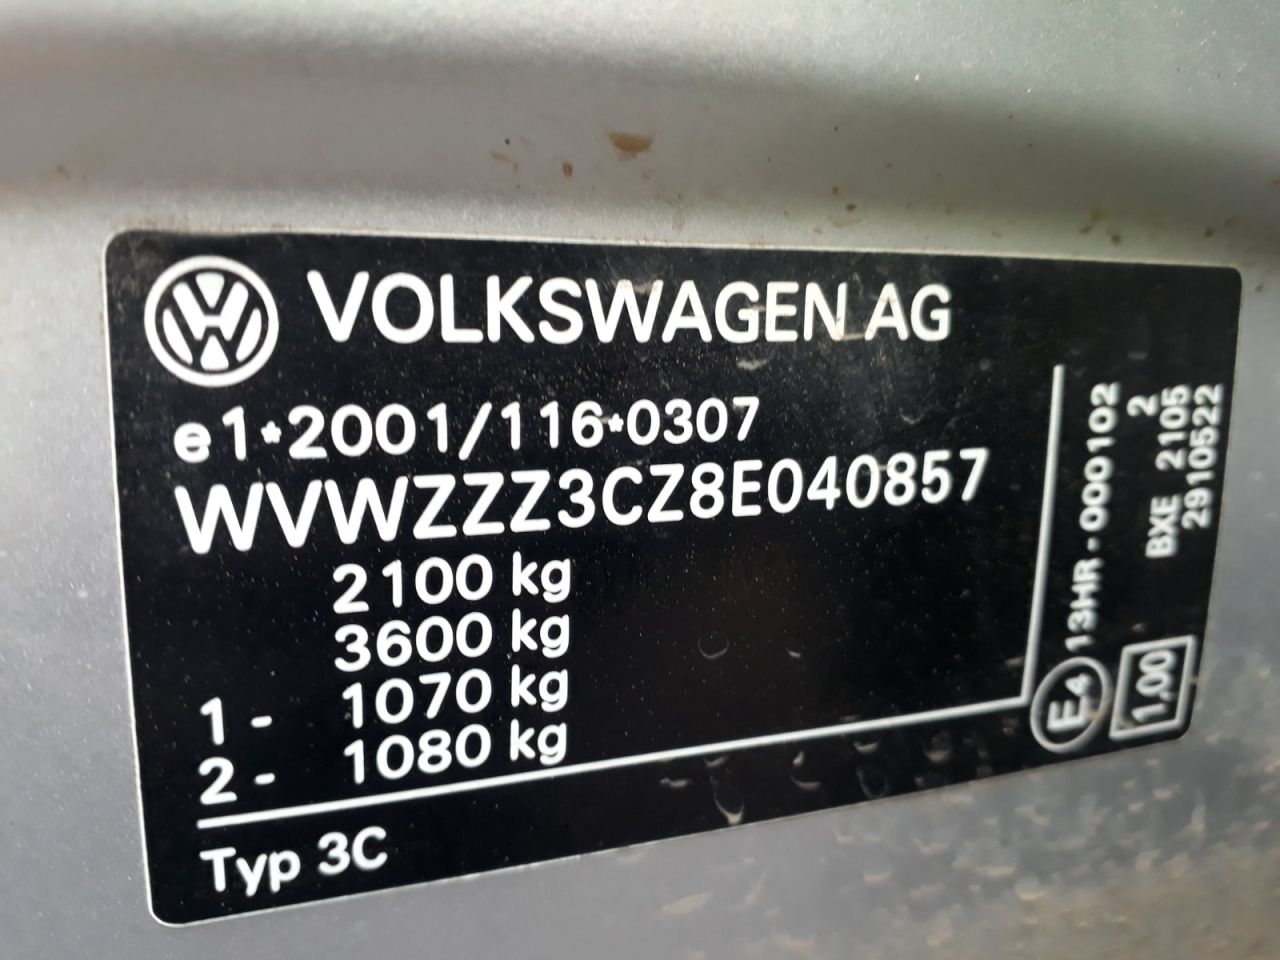 VOLKSWAGEN AG
e1*2001/116*0307
WVWZZZ3CZ8E040857
2100 kg
3600 kg
1- 1070 kg
2- 1080 kg
Typ 3C
E4 13HR-000102
1,00
2
BXE 2105
2910522